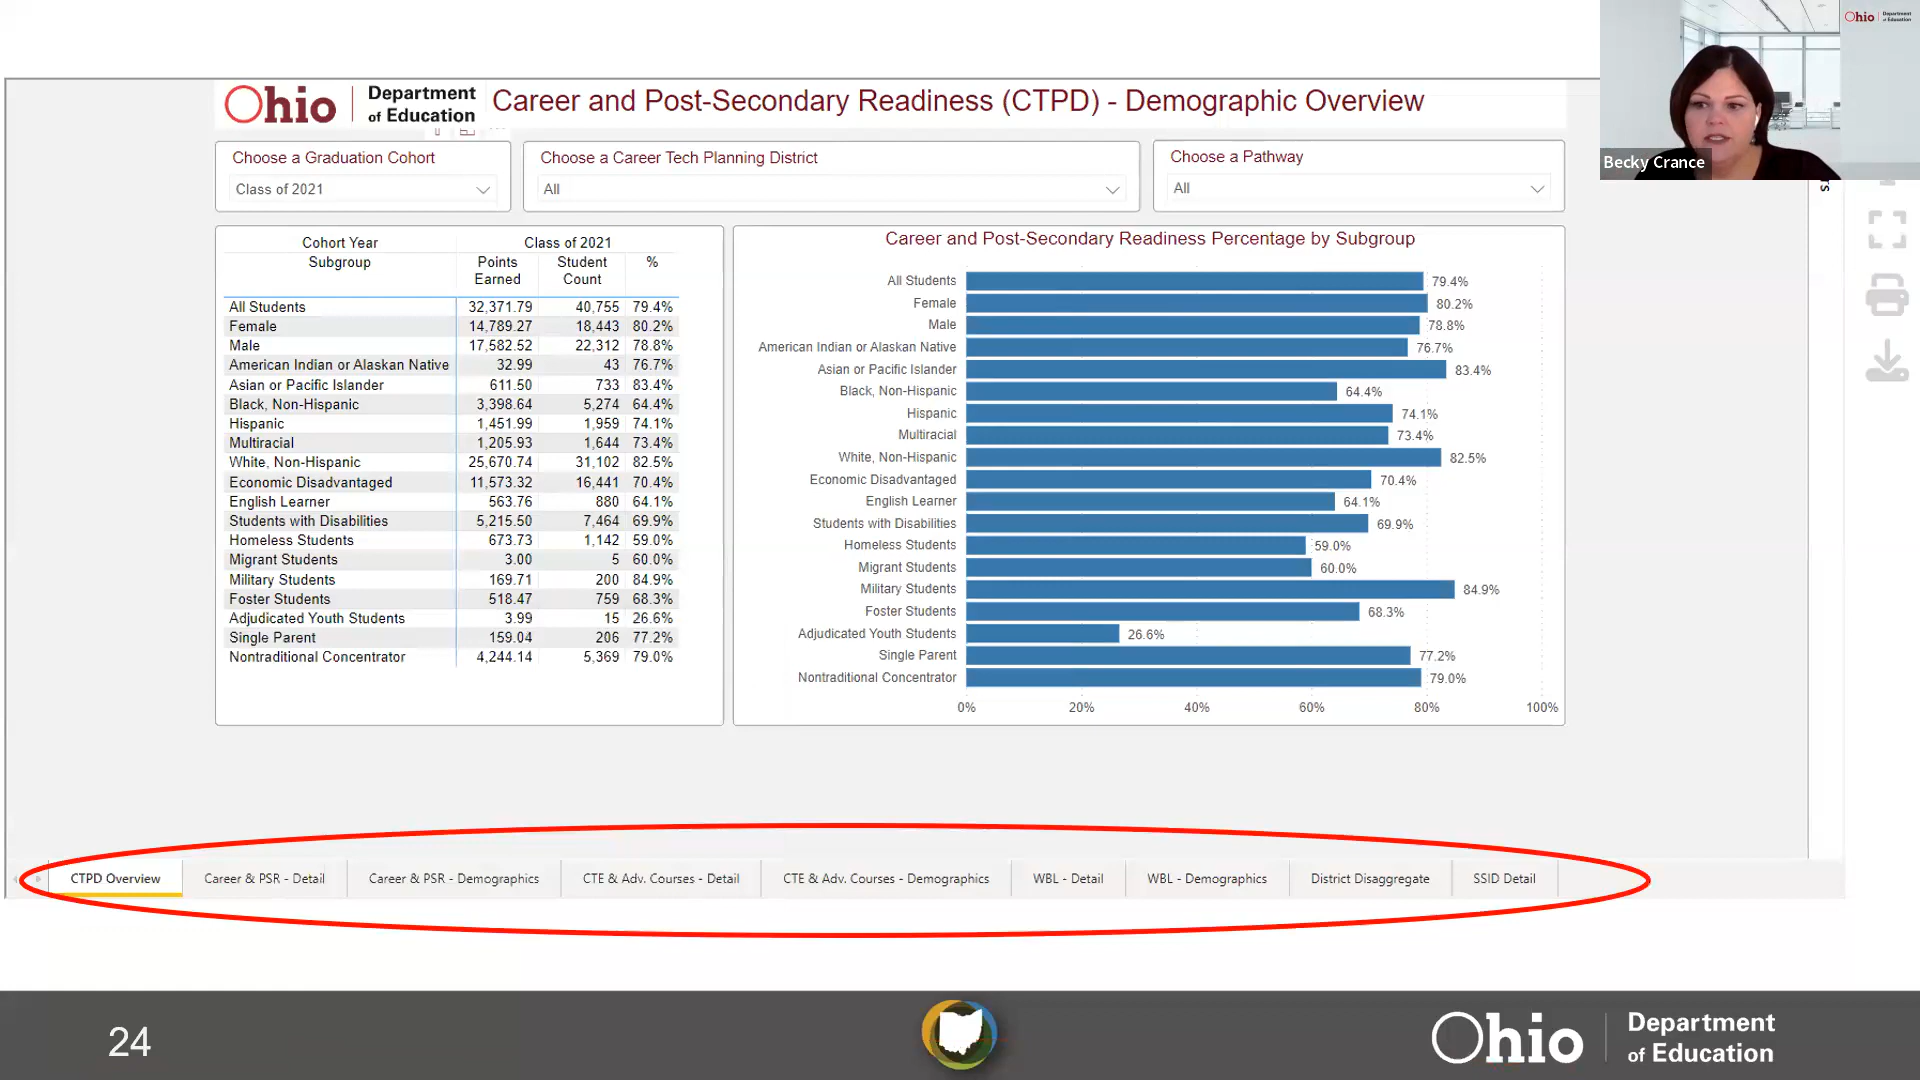 Ohio Department of Education
Becky Crance
Ohio Department of Education
Career and Post-Secondary Readiness (CTPD) - Demographic Overview
Choose a Graduation Cohort
Class of 2021
Choose a Career Tech Planning District
All
Choose a Pathway
All
Cohort Year Class of 2021
Subgroup Points Earned Student Count %
All Students 32,371.79 40,755 79.4%
Female 14,789.27 18,443 80.2%
Male 17,582.52 22,312 78.8%
American Indian or Alaskan Native 32.99 43 76.7%
Asian or Pacific Islander 611.50 733 83.4%
Black, Non-Hispanic 3,398.64 5,274 64.4%
Hispanic 1,451.99 1,959 74.1%
Multiracial 1,205.93 1,644 73.4%
White, Non-Hispanic 25,670.74 31,102 82.5%
Economic Disadvantaged 11,573.32 16,441 70.4%
English Learner 563.76 880 64.1%
Students with Disabilities 5,215.50 7,464 69.9%
Homeless Students 673.73 1,142 59.0%
Migrant Students 3.00 5 60.0%
Military Students 169.71 200 84.9%
Foster Students 518.47 759 68.3%
Adjudicated Youth Students 3.99 15 26.6%
Single Parent 159.04 206 77.2%
Nontraditional Concentrator 4,244.14 5,369 79.0%
Career and Post-Secondary Readiness Percentage by Subgroup
All Students 79.4%
Female 80.2%
Male 78.8%
American Indian or Alaskan Native 76.7%
Asian or Pacific Islander 83.4%
Black, Non-Hispanic 64.4%
Hispanic 74.1%
Multiracial 73.4%
White, Non-Hispanic 82.5%
Economic Disadvantaged 70.4%
English Learner 64.1%
Students with Disabilities 69.9%
Homeless Students 59.0%
Migrant Students 60.0%
Military Students 84.9%
Foster Students 68.3%
Adjudicated Youth Students 26.6%
Single Parent 77.2%
Nontraditional Concentrator 79.0%
0% 20% 40% 60% 80% 100%
CTPD Overview Career & PSR - Detail Career & PSR - Demographics CTE & Adv. Courses - Detail CTE & Adv. Courses - Demographics WBL - Detail WBL - Demographics District Disaggregate SSID Detail
24
Ohio Department of Education